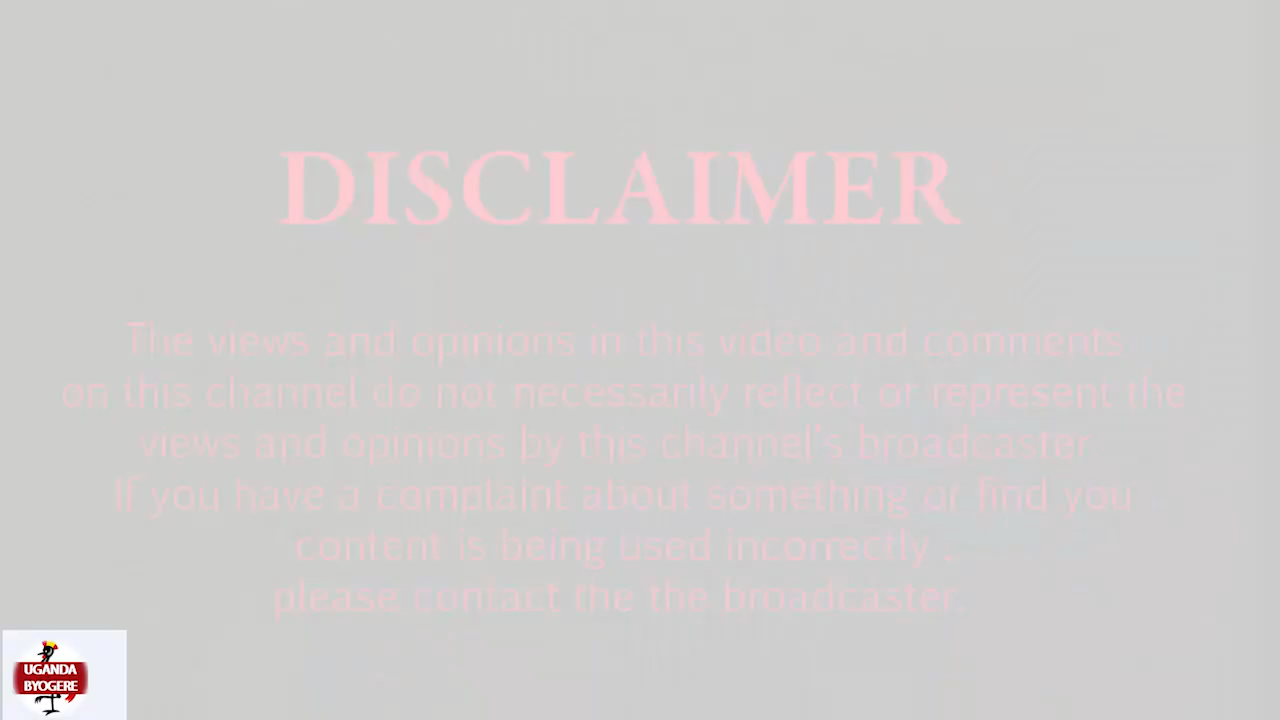 DISCLAIMER
The views and opinions in this video and comments
on this channel do not necessarily reflect or represent the
views and opinions by this channel's broadcaster
If you have a complaint about something or find you
content is being used incorrectly ,
please contact the the broadcaster.
UGANDA
BYOGERE